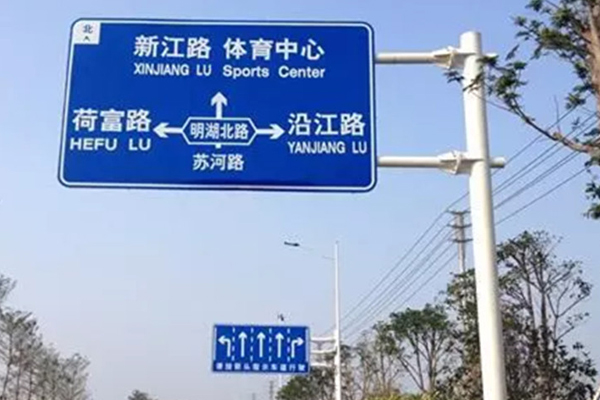 北
新江路 体育中心
XINJIANG LU Sports Center
荷富路 明湖北路 沿江路
HEFU LU YANJIANG LU
苏河路